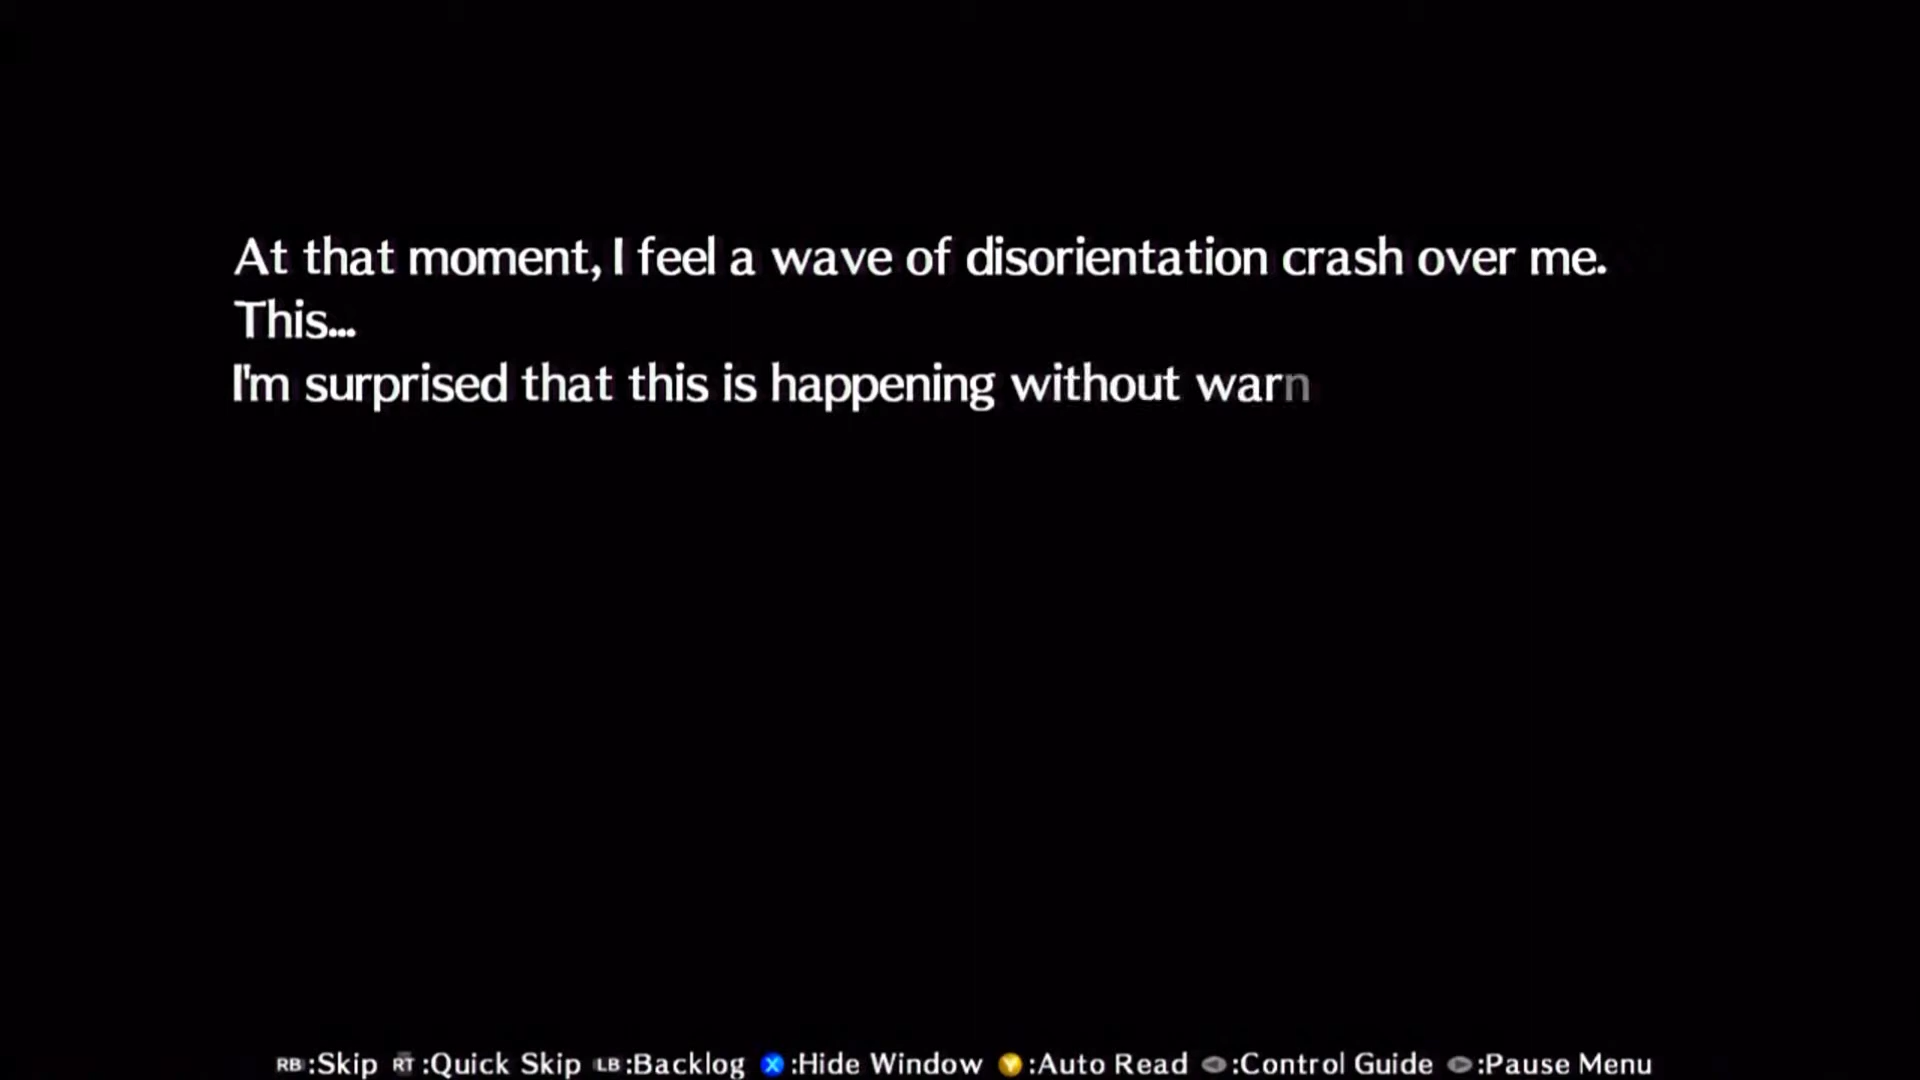 At that moment, I feel a wave of disorientation crash over me.
This...
I'm surprised that this is happening without warn
RB:Skip RT:Quick Skip LB:Backlog X:Hide Window Y:Auto Read :Control Guide :Pause Menu